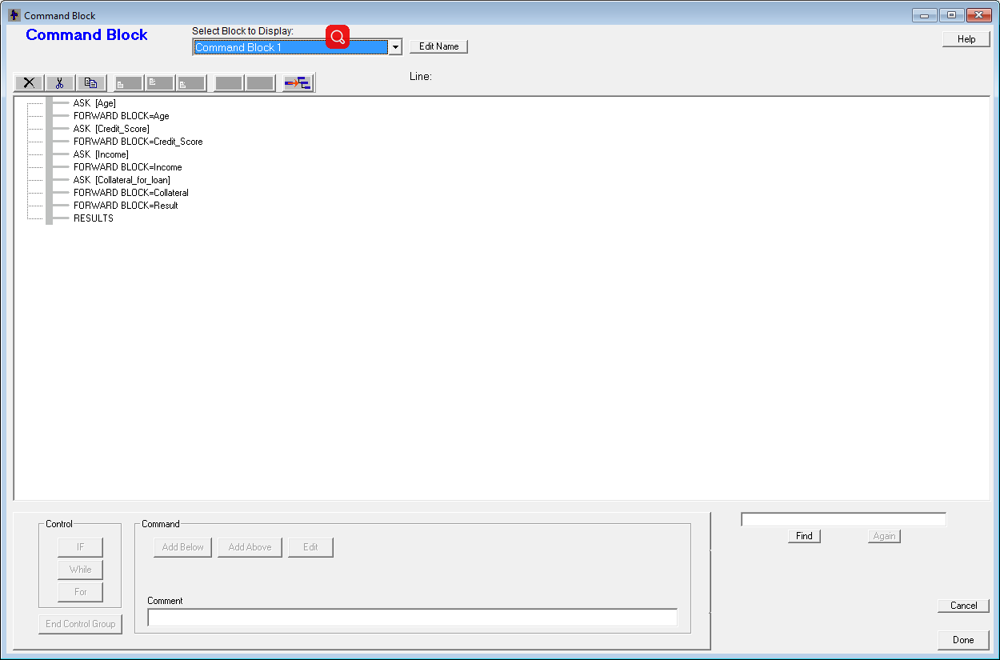 Command Block
Command Block
Select Block to Display:
Command Block 1
Edit Name
Help
Line:
ASK [Age]
FORWARD BLOCK=Age
ASK [Credit_Score]
FORWARD BLOCK=Credit_Score
ASK [Income]
FORWARD BLOCK=Income
ASK [Collateral_for_loan]
FORWARD BLOCK=Collateral
FORWARD BLOCK=Result
RESULTS
Control
IF
While
For
End Control Group
Command
Add Below
Add Above
Edit
Comment
Find
Again
Cancel
Done